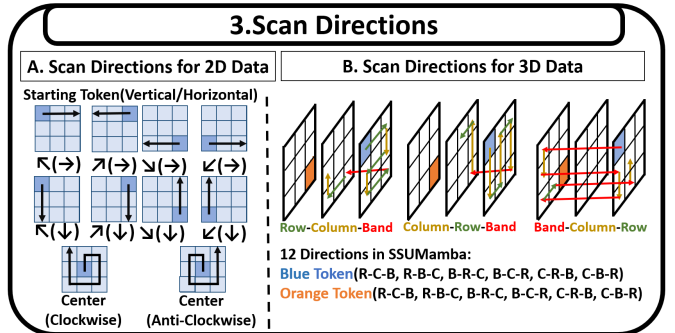 3.Scan Directions
A. Scan Directions for 2D Data
Starting Token(Vertical/Horizontal)
↖(→) ↗(→) ↘(→) ↙(→)
↖(↓) ↗(↓) ↘(↓) ↙(↓)
Center
(Clockwise)
Center
(Anti-Clockwise)
B. Scan Directions for 3D Data
Row-Column-Band
Column-Row-Band
Band-Column-Row
12 Directions in SSUMamba:
Blue Token(R-C-B, R-B-C, B-R-C, B-C-R, C-R-B, C-B-R)
Orange Token(R-C-B, R-B-C, B-R-C, B-C-R, C-R-B, C-B-R)